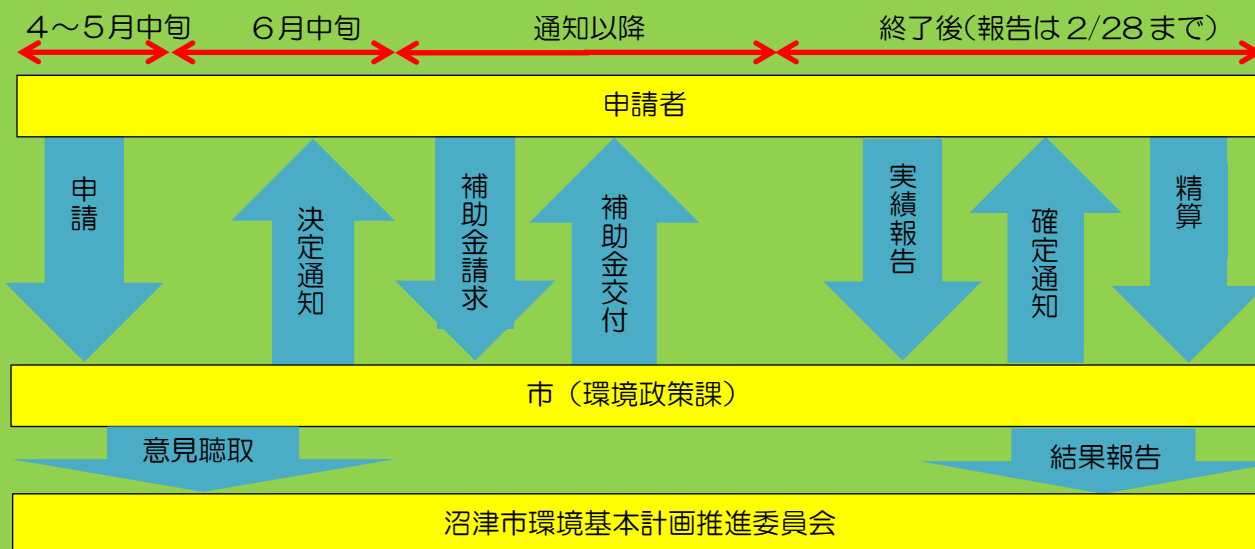 4～5月中旬
6月中旬
通知以降
終了後(報告は2/28まで)
申請者
申請
決定通知
補助金請求
補助金交付
実績報告
確定通知
精算
市（環境政策課）
意見聴取
結果報告
沼津市環境基本計画推進委員会